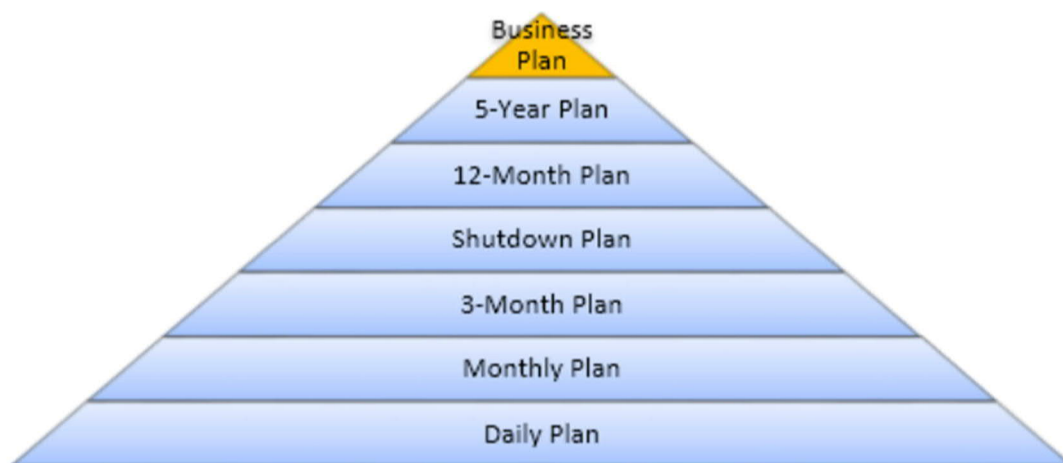 Business
Plan
5-Year Plan
12-Month Plan
Shutdown Plan
3-Month Plan
Monthly Plan
Daily Plan